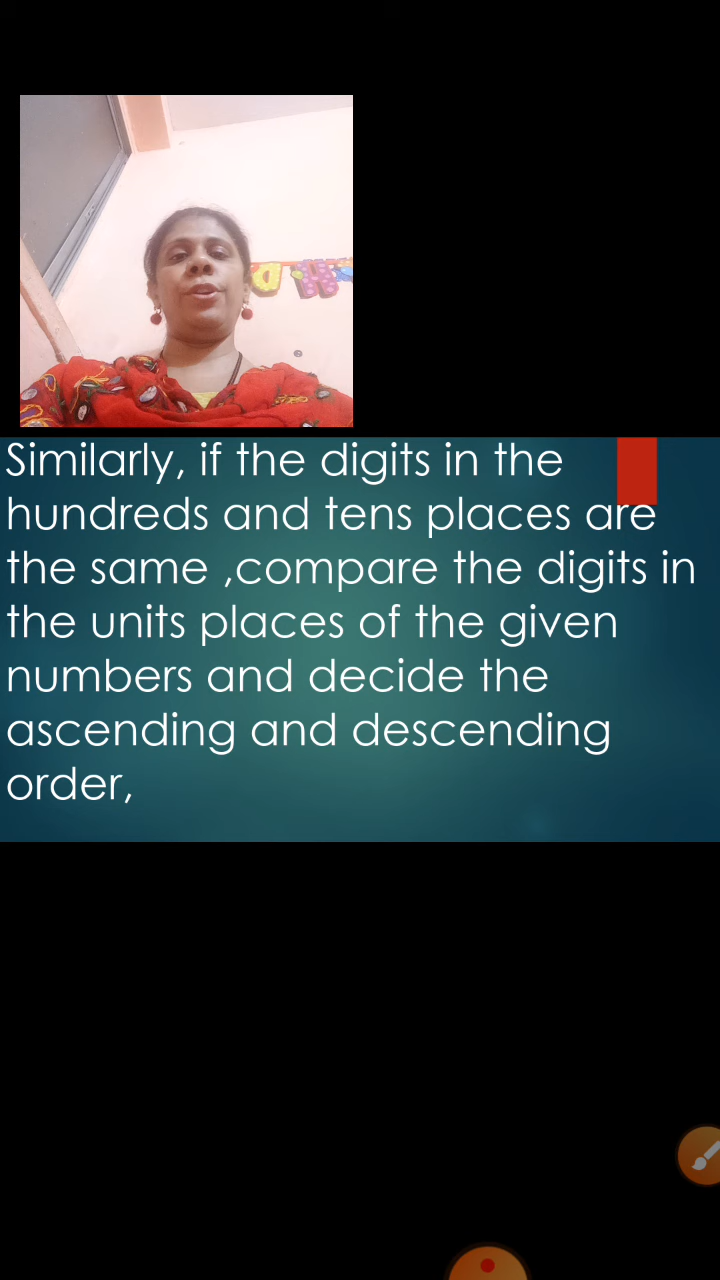 Similarly, if the digits in the
hundreds and tens places are
the same ,compare the digits in
the units places of the given
numbers and decide the
ascending and descending
order,